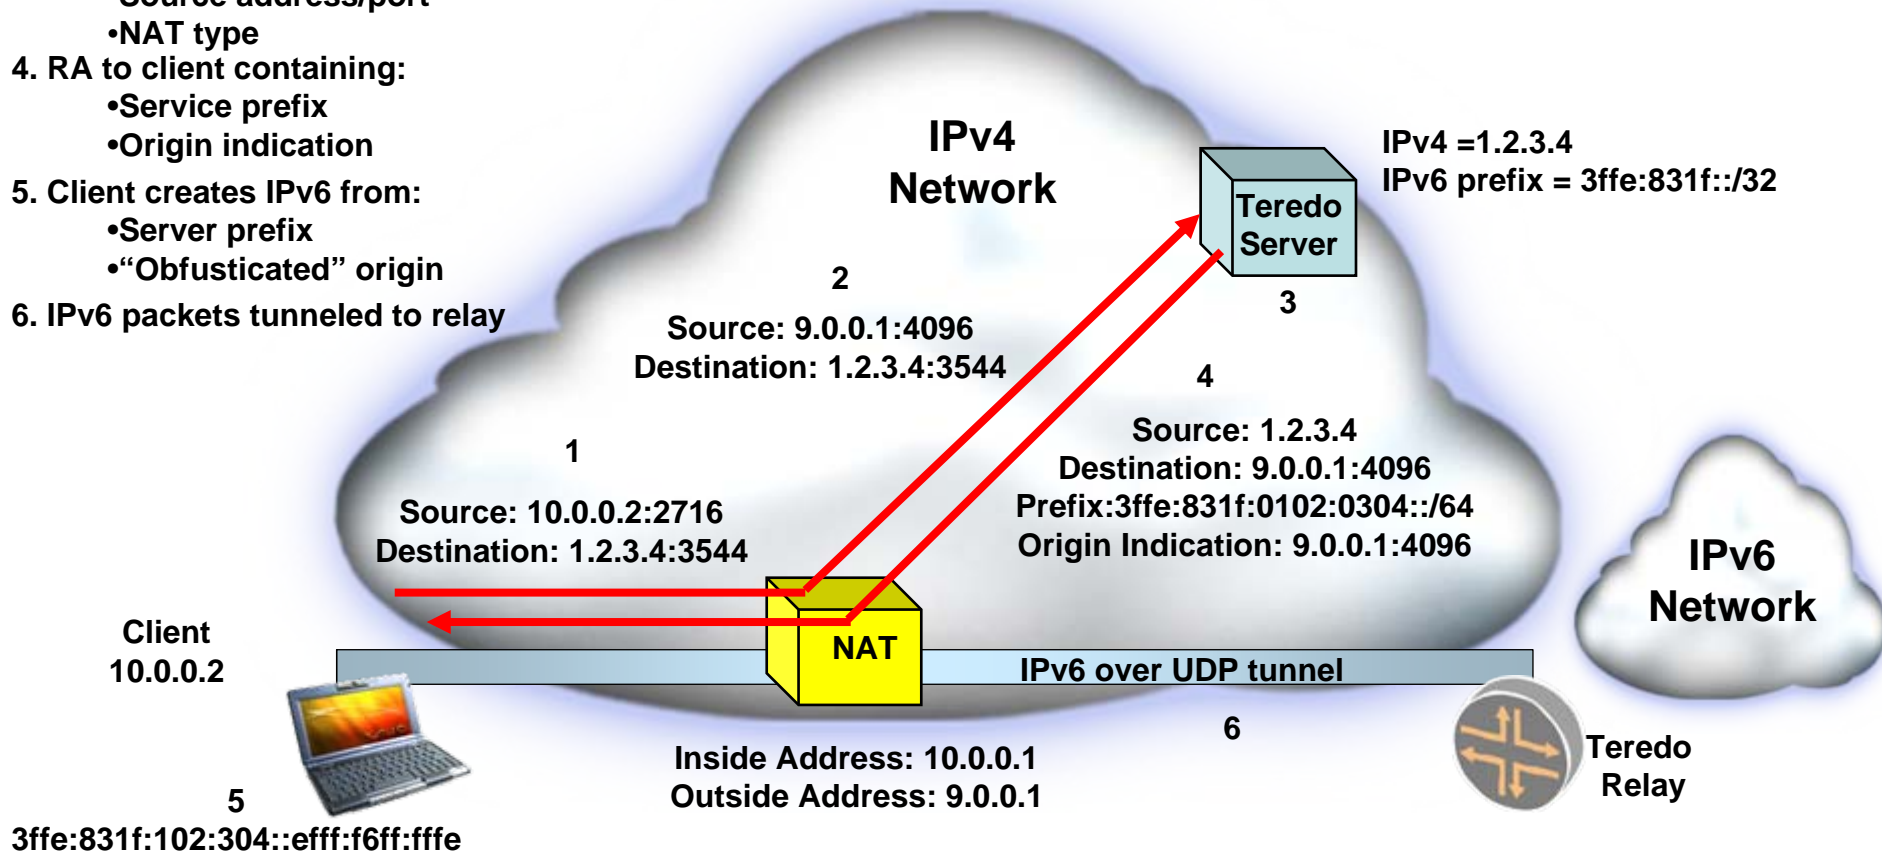 •Source address/port
•NAT type
4. RA to client containing:
•Service prefix
•Origin indication
5. Client creates IPv6 from:
•Server prefix
•“Obfusticated” origin
6. IPv6 packets tunneled to relay
IPv4
Network
IPv4 =1.2.3.4
IPv6 prefix = 3ffe:831f::/32
Teredo
Server
3
2
Source: 9.0.0.1:4096
Destination: 1.2.3.4:3544
4
Source: 1.2.3.4
Destination: 9.0.0.1:4096
Prefix:3ffe:831f:0102:0304::/64
Origin Indication: 9.0.0.1:4096
1
Source: 10.0.0.2:2716
Destination: 1.2.3.4:3544
IPv6
Network
Client
10.0.0.2
NAT
IPv6 over UDP tunnel
6
Inside Address: 10.0.0.1
Outside Address: 9.0.0.1
Teredo
Relay
5
3ffe:831f:102:304::efff:f6ff:fffe